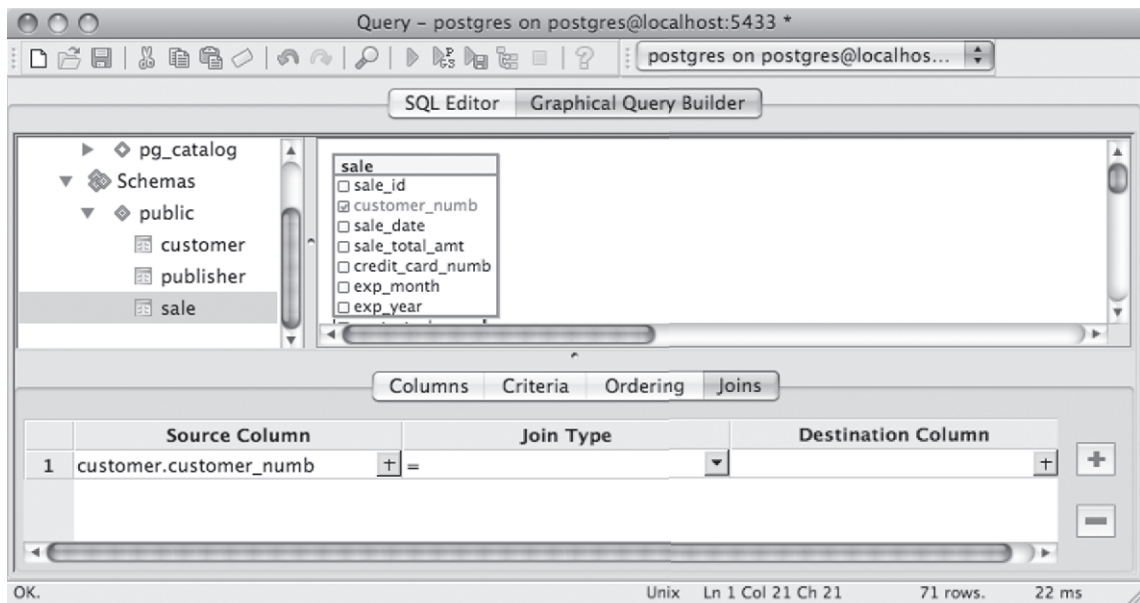 Query – postgres on postgres@localhost:5433 *
postgres on postgres@localhos...
SQL Editor
Graphical Query Builder
pg_catalog
Schemas
public
customer
publisher
sale
sale
sale_id
customer_numb
sale_date
sale_total_amt
credit_card_numb
exp_month
exp_year
Columns
Criteria
Ordering
Joins
Source Column
Join Type
Destination Column
1
customer.customer_numb
=
OK.
Unix
Ln 1 Col 21 Ch 21
71 rows.
22 ms